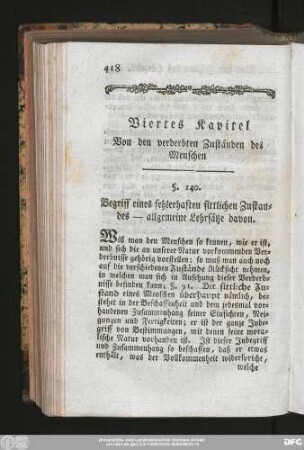 418
Viertes Kapitel
Von den verderbten Zuständen des
Menschen
§. 140.
Begriff eines fehlerhaften sittlichen Zustan-
des — allgemeine Lehrsätze davon.
Will man den Menschen so kennen, wie er ist,
und sich die an unserer Natur vorkommenden Ver-
derbnisse gehörig vorstellen: so muß man auch noch
auf die verschiedenen Zustände Rüksicht nehmen,
in welchen man sich in Ansehung dieser Verderb-
nisse befinden kann; §. 91. Der sittliche Zu-
stand eines Menschen überhaupt nämlich, be-
stehet in der Beschaffenheit und dem jedesmal vor-
handenen Zusammenhang seiner Einsichten, Nei-
gungen und Fertigkeiten; er ist der ganze Inbe-
griff von Bestimmungen, mit denen seine mora-
lische Natur vorhanden ist. Ist dieser Inbegriff
und Zusammenhang so beschaffen, daß er etwas
enthält, was der Vollkommenheit widerspricht,
welche
DFG